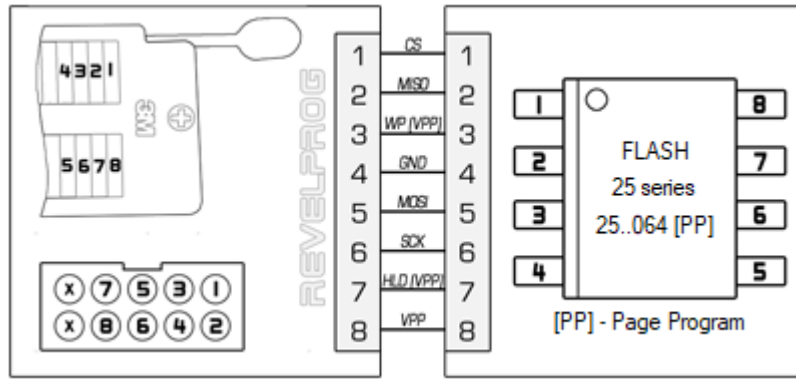 4321
3M
5678
X 7 5 3 1
X 8 6 4 2
REVELPROG
1 CS 1
2 MISO 2
3 WP [VPP] 3
4 GND 4
5 MOSI 5
6 SCX 6
7 HLD [VPP] 7
8 VPP 8
1 8
2 7
3 6
4 5
FLASH
25 series
25..064 [PP]
[PP] - Page Program